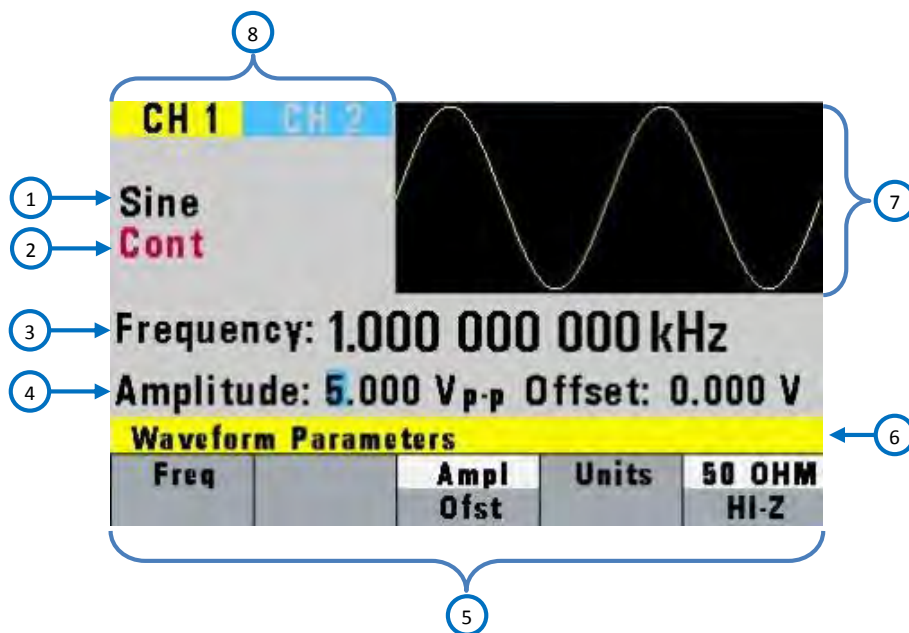 8
CH 1 CH 2
7
1 Sine
2 Cont
3 Frequency: 1.000 000 000 kHz
4 Amplitude: 5.000 V p-p Offset: 0.000 V
Waveform Parameters 6
Freq Ampl Units 50 OHM
Ofst HI-Z
5